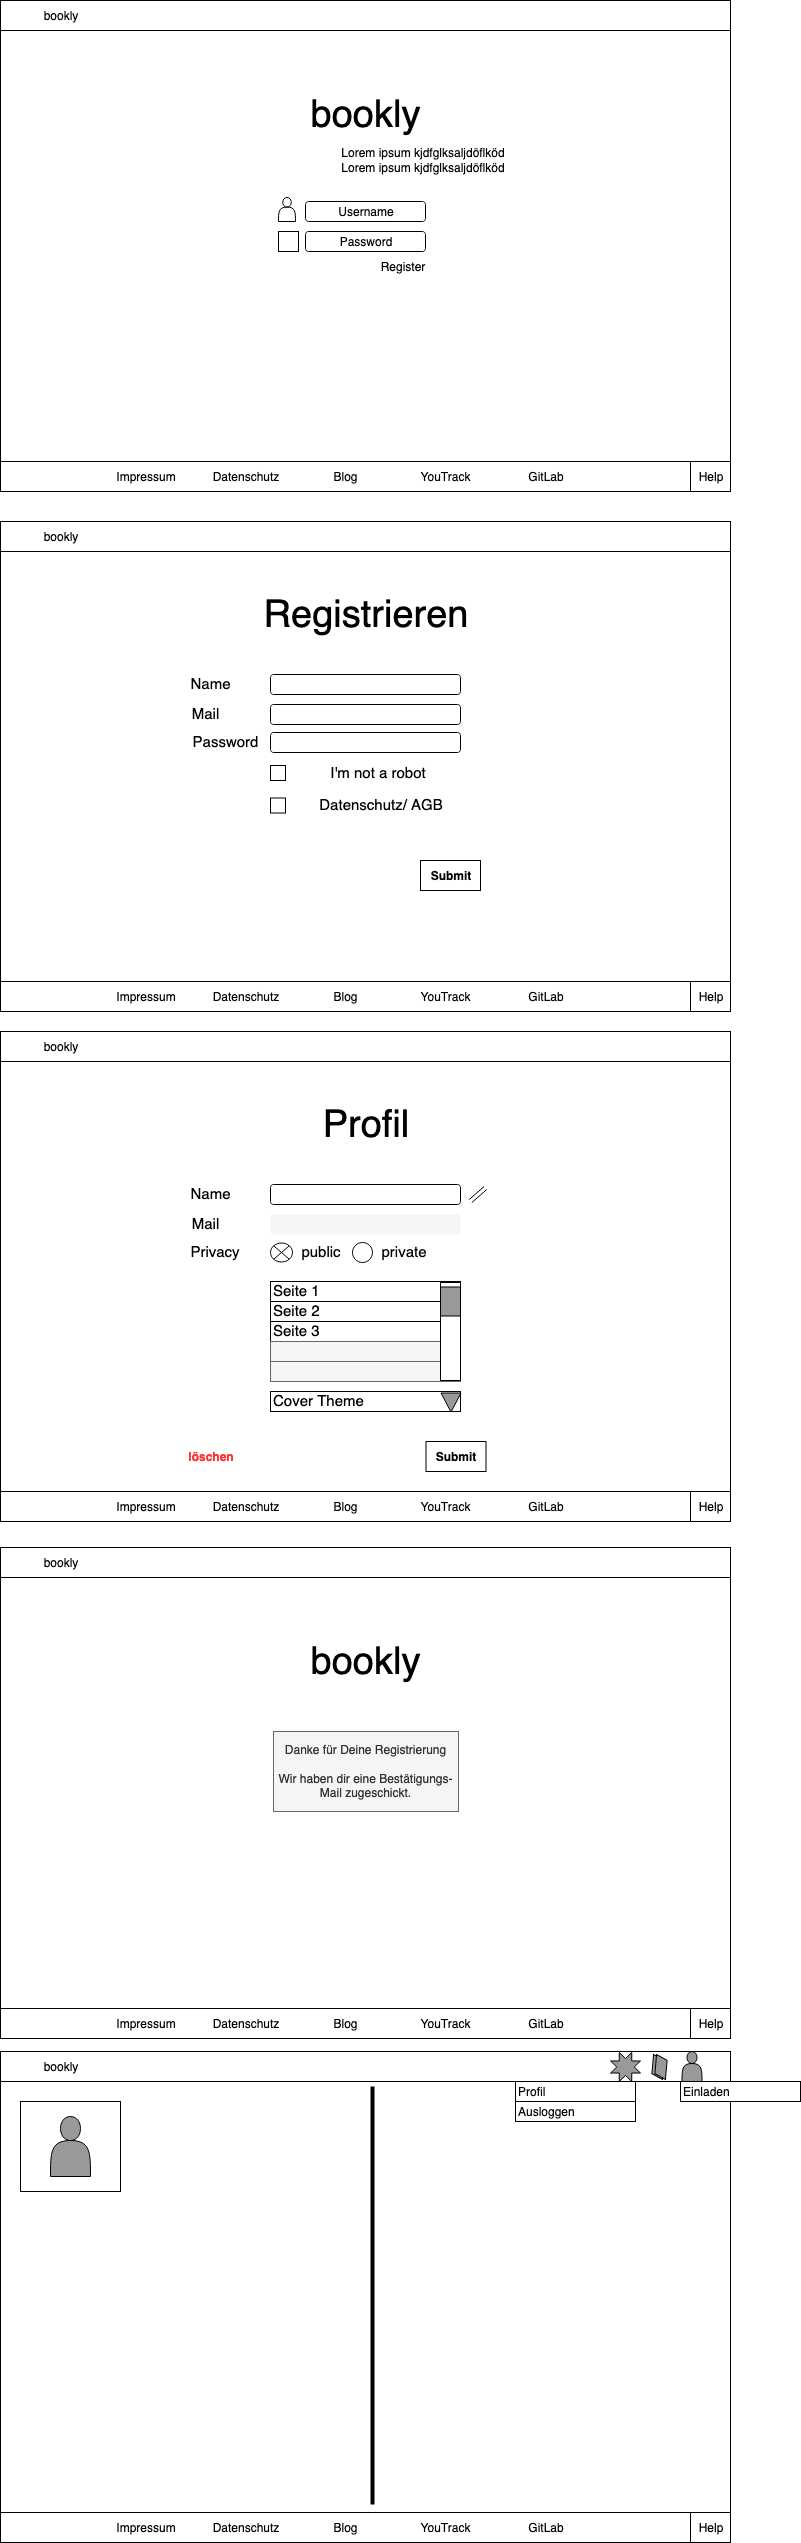 bookly
bookly
Lorem ipsum kjdfglksaljdöflköd
Lorem ipsum kjdfglksaljdöflköd
Username
Password
Register
Impressum Datenschutz Blog YouTrack GitLab Help
bookly
Registrieren
Name
Mail
Password
I'm not a robot
Datenschutz/ AGB
Submit
Impressum Datenschutz Blog YouTrack GitLab Help
bookly
Profil
Name
Mail
Privacy public private
Seite 1
Seite 2
Seite 3
Cover Theme
löschen Submit
Impressum Datenschutz Blog YouTrack GitLab Help
bookly
bookly
Danke für Deine Registrierung
Wir haben dir eine Bestätigungs-
Mail zugeschickt.
Impressum Datenschutz Blog YouTrack GitLab Help
bookly
Profil Einladen
Ausloggen
Impressum Datenschutz Blog YouTrack GitLab Help